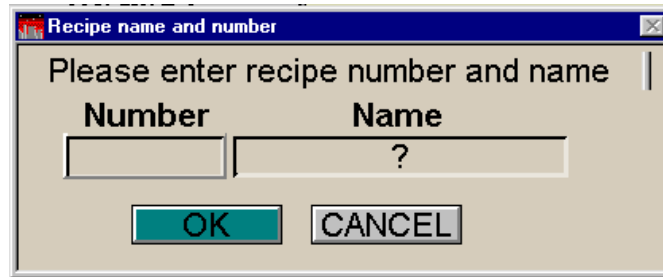 Recipe name and number
Please enter recipe number and name
Number Name
?
OK CANCEL